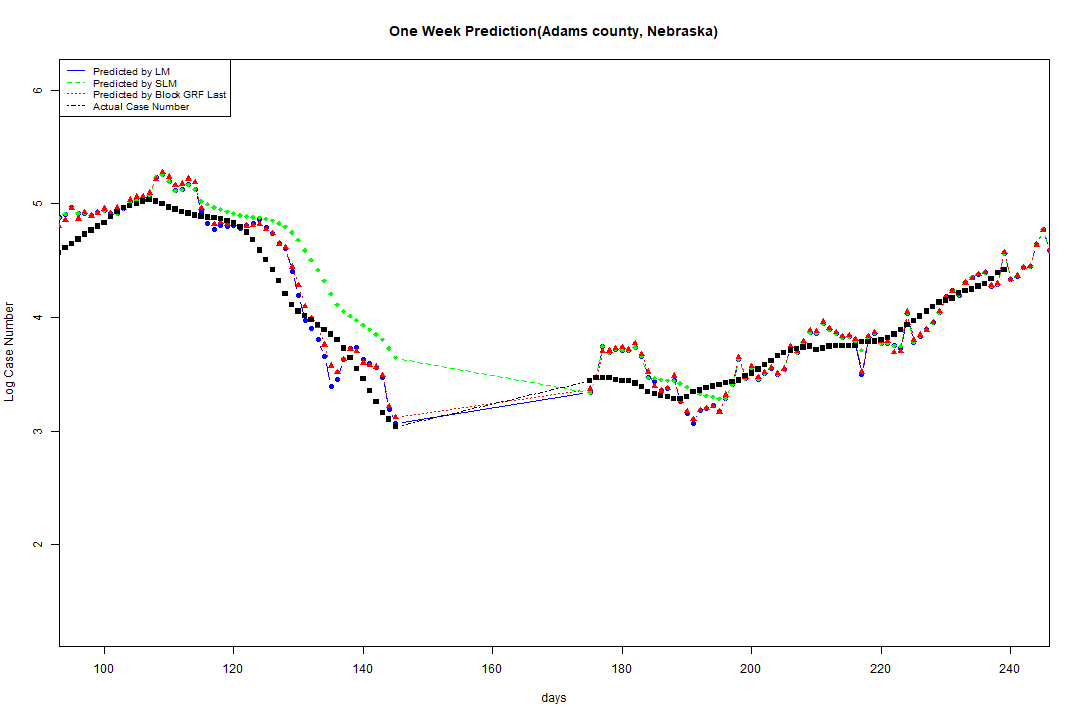 One Week Prediction(Adams county, Nebraska)
Predicted by LM
Predicted by SLM
Predicted by Block GRF Last
Actual Case Number
6
5
4
3
2
Log Case Number
100 120 140 160 180 200 220 240
days